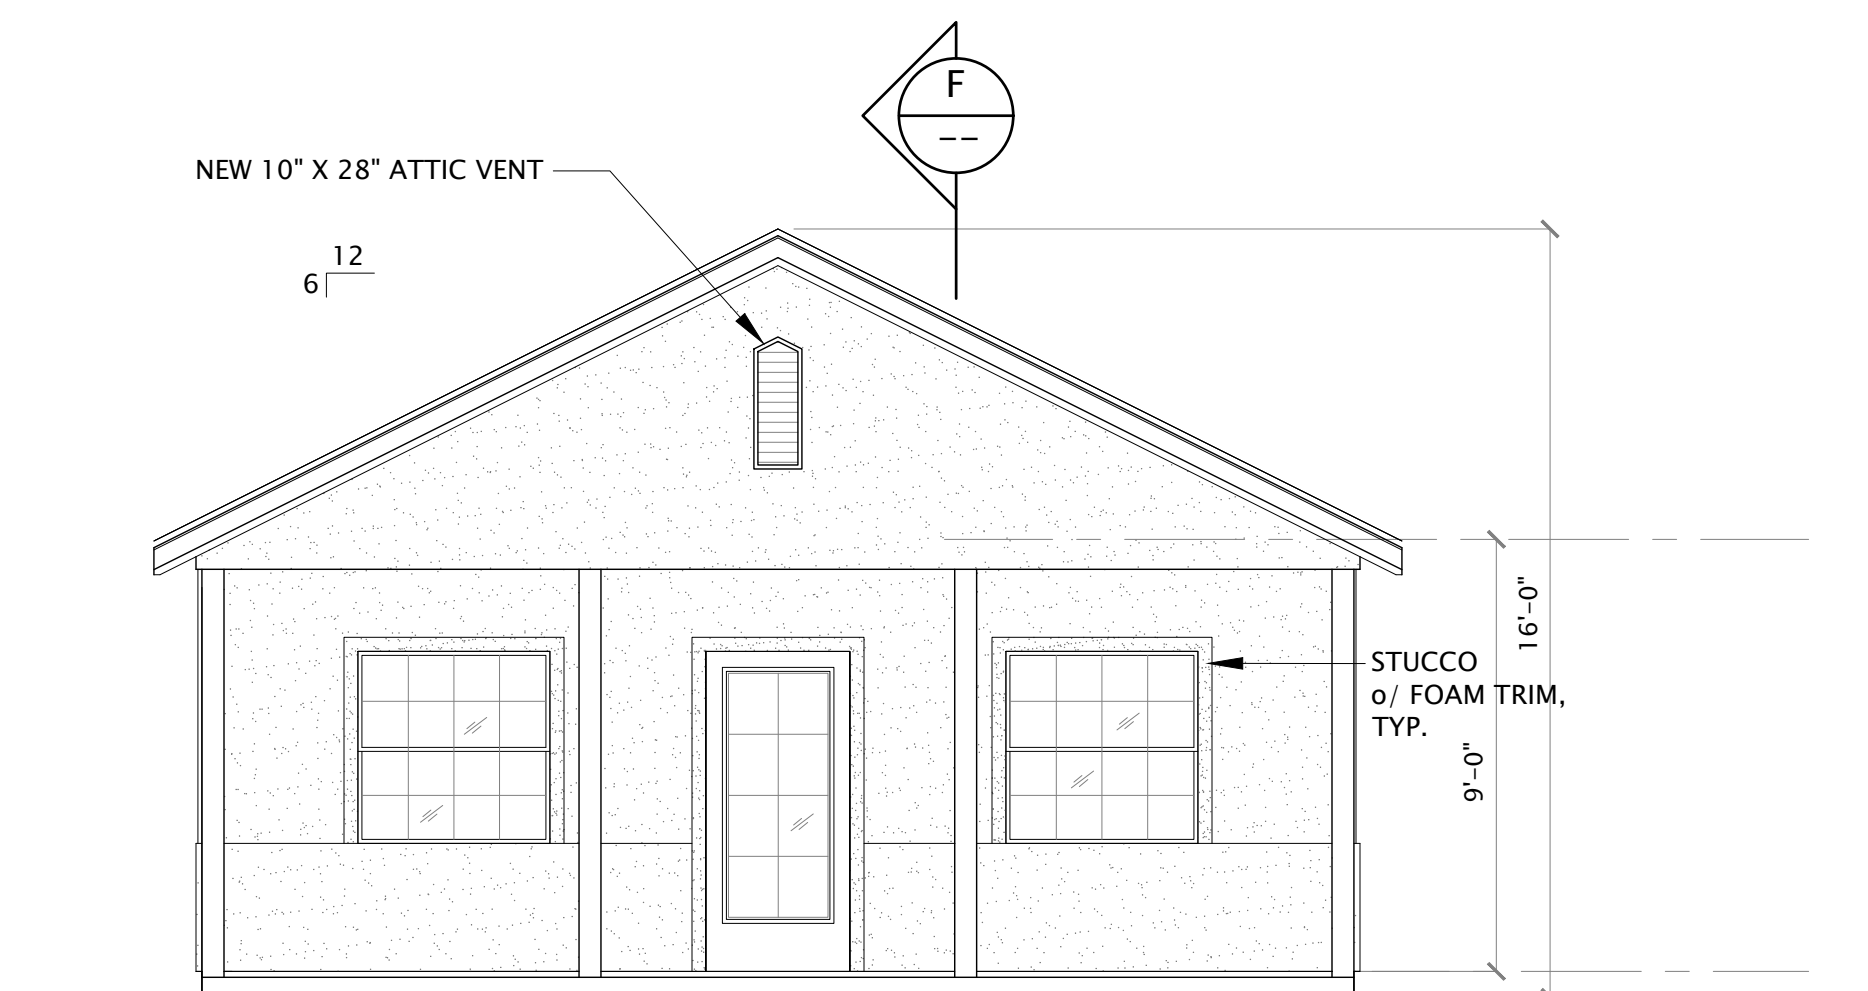 F
--
NEW 10" X 28" ATTIC VENT
12
6
16'-0"
STUCCO
o/ FOAM TRIM,
TYP.
9'-0"